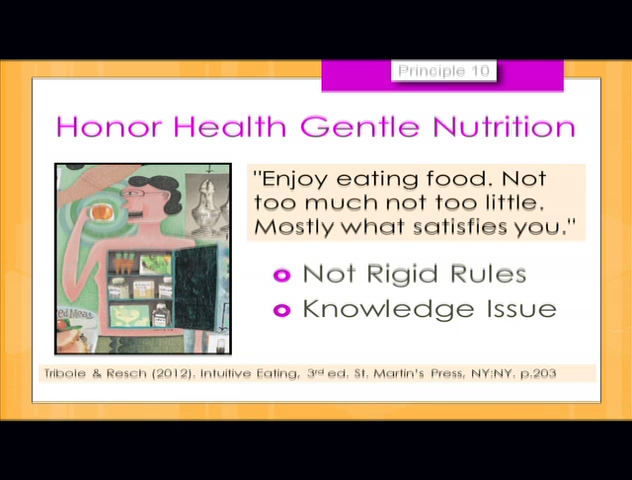 Principle 10
Honor Health Gentle Nutrition
"Enjoy eating food. Not
too much not too little.
Mostly what satisfies you."
Not Rigid Rules
Knowledge Issue
Tribole & Resch (2012). Intuitive Eating, 3rd ed. St. Martin's Press, NY:NY. p.203